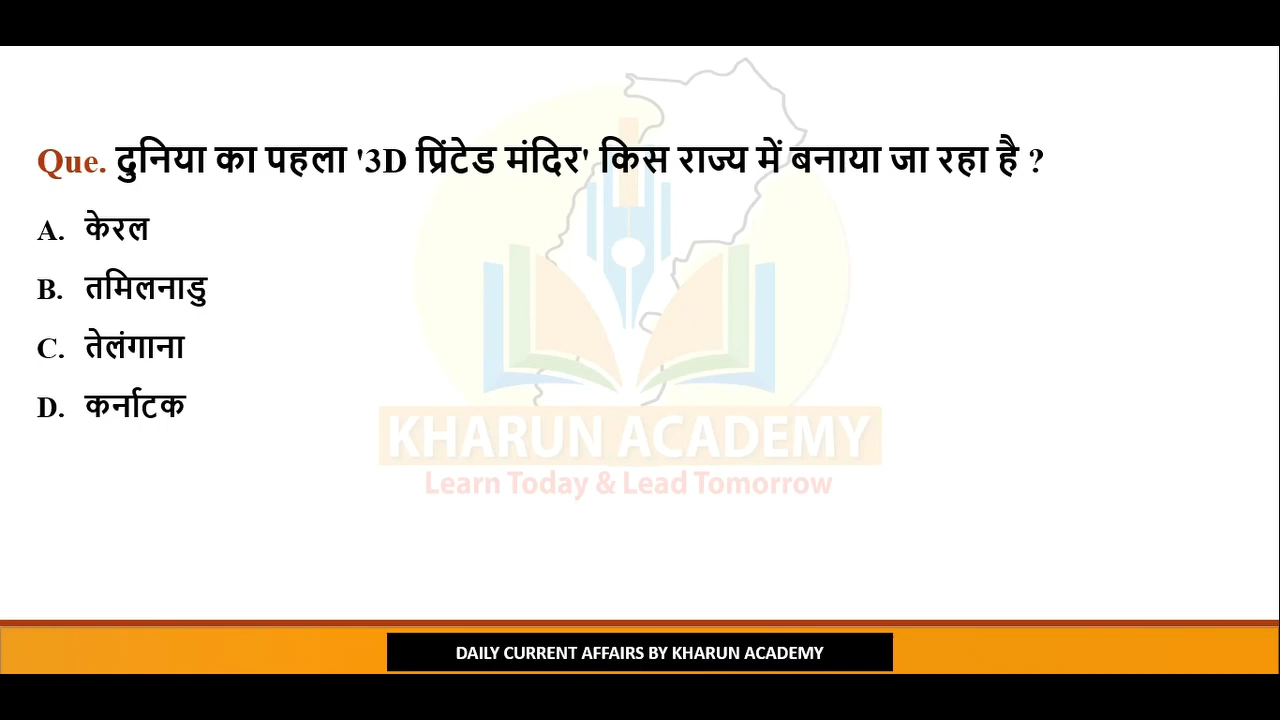 Que. दुनिया का पहला '3D प्रिंटेड मंदिर' किस राज्य में बनाया जा रहा है ?
A. केरल
B. तमिलनाडु
C. तेलंगाना
D. कर्नाटक
KHARUN ACADEMY
Learn Today & Lead Tomorrow
DAILY CURRENT AFFAIRS BY KHARUN ACADEMY